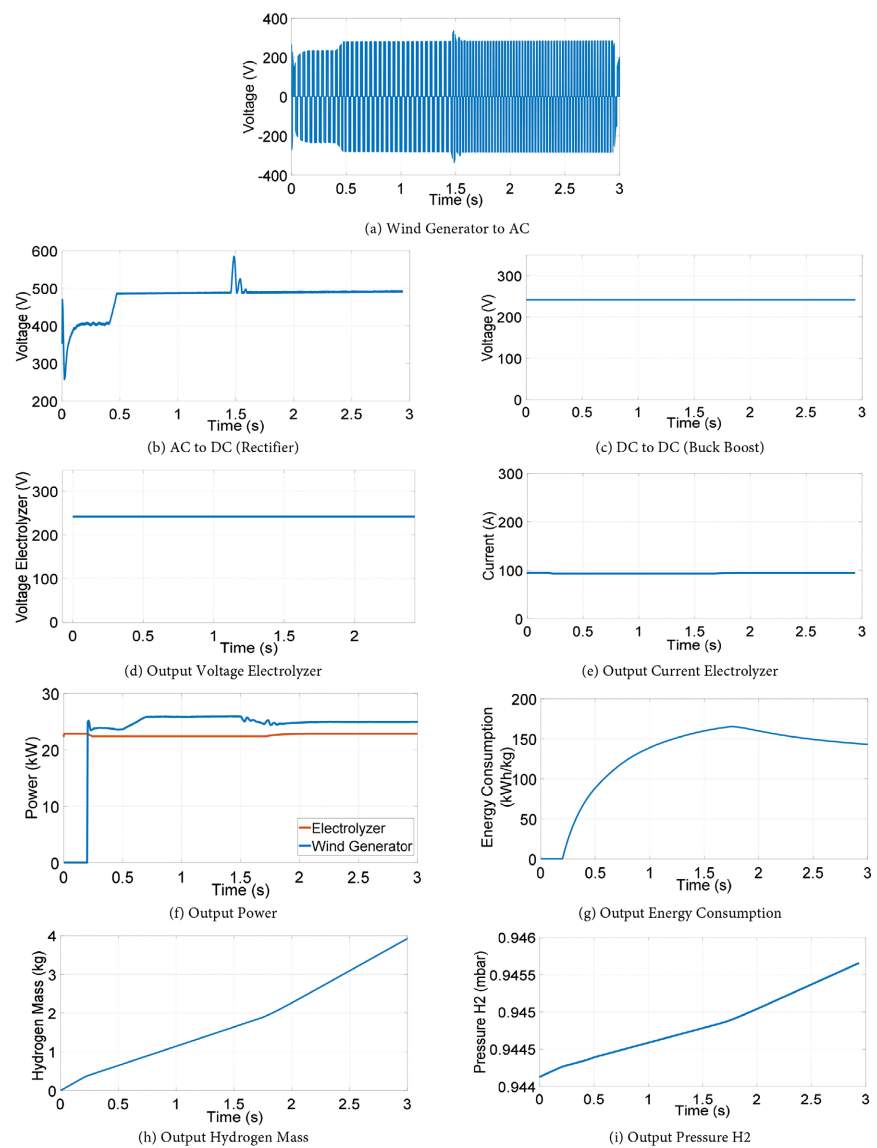 400
200
0
-200
-400
Voltage (V)
0 0.5 1 1.5 2 2.5 3
Time (s)
(a) Wind Generator to AC
600
500
400
300
200
Voltage (V)
0 0.5 1 1.5 2 2.5 3
Time (s)
(b) AC to DC (Rectifier)
300
200
100
0
Voltage (V)
0 0.5 1 1.5 2 2.5 3
Time (s)
(c) DC to DC (Buck Boost)
300
200
100
0
Voltage Electrolyzer (V)
0 0.5 1 1.5 2
Time (s)
(d) Output Voltage Electrolyzer
300
200
100
0
Current (A)
0 0.5 1 1.5 2 2.5 3
Time (s)
(e) Output Current Electrolyzer
30
20
10
0
Power (kW)
Electrolyzer
Wind Generator
0 0.5 1 1.5 2 2.5 3
Time (s)
(f) Output Power
200
150
100
50
0
Energy Consumption
(kWh/kg)
0 0.5 1 1.5 2 2.5 3
Time (s)
(g) Output Energy Consumption
4
3
2
1
0
Hydrogen Mass (kg)
0 0.5 1 1.5 2 2.5 3
Time (s)
(h) Output Hydrogen Mass
0.946
0.9455
0.945
0.9445
0.944
Pressure H2 (mbar)
0 0.5 1 1.5 2 2.5 3
Time (s)
(i) Output Pressure H2